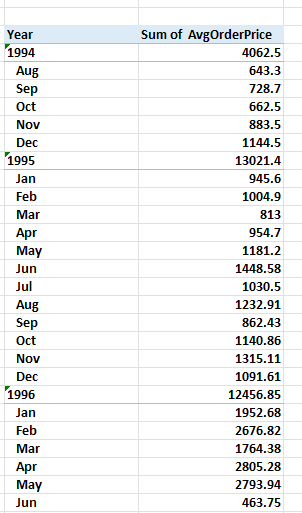 Year Sum of AvgOrderPrice
1994 4062.5
Aug 643.3
Sep 728.7
Oct 662.5
Nov 883.5
Dec 1144.5
1995 13021.4
Jan 945.6
Feb 1004.9
Mar 813
Apr 954.7
May 1181.2
Jun 1448.58
Jul 1030.5
Aug 1232.91
Sep 862.43
Oct 1140.86
Nov 1315.11
Dec 1091.61
1996 12456.85
Jan 1952.68
Feb 2676.82
Mar 1764.38
Apr 2805.28
May 2793.94
Jun 463.75